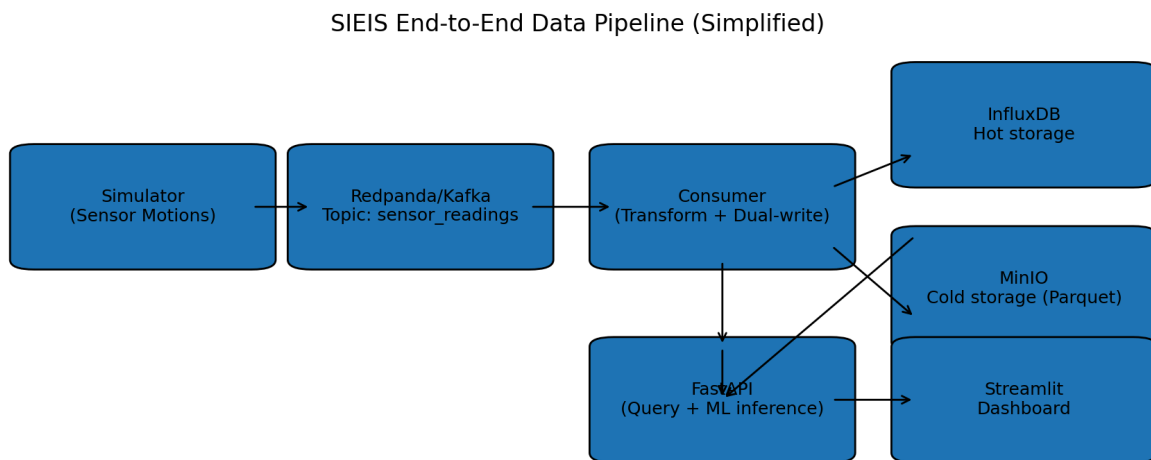 SIEIS End-to-End Data Pipeline (Simplified)
InfluxDB
Hot storage
Simulator
(Sensor Motions)
Redpanda/Kafka
Topic: sensor_readings
Consumer
(Transform + Dual-write)
MinIO
Cold storage (Parquet)
FastAPI
(Query + ML inference)
Streamlit
Dashboard